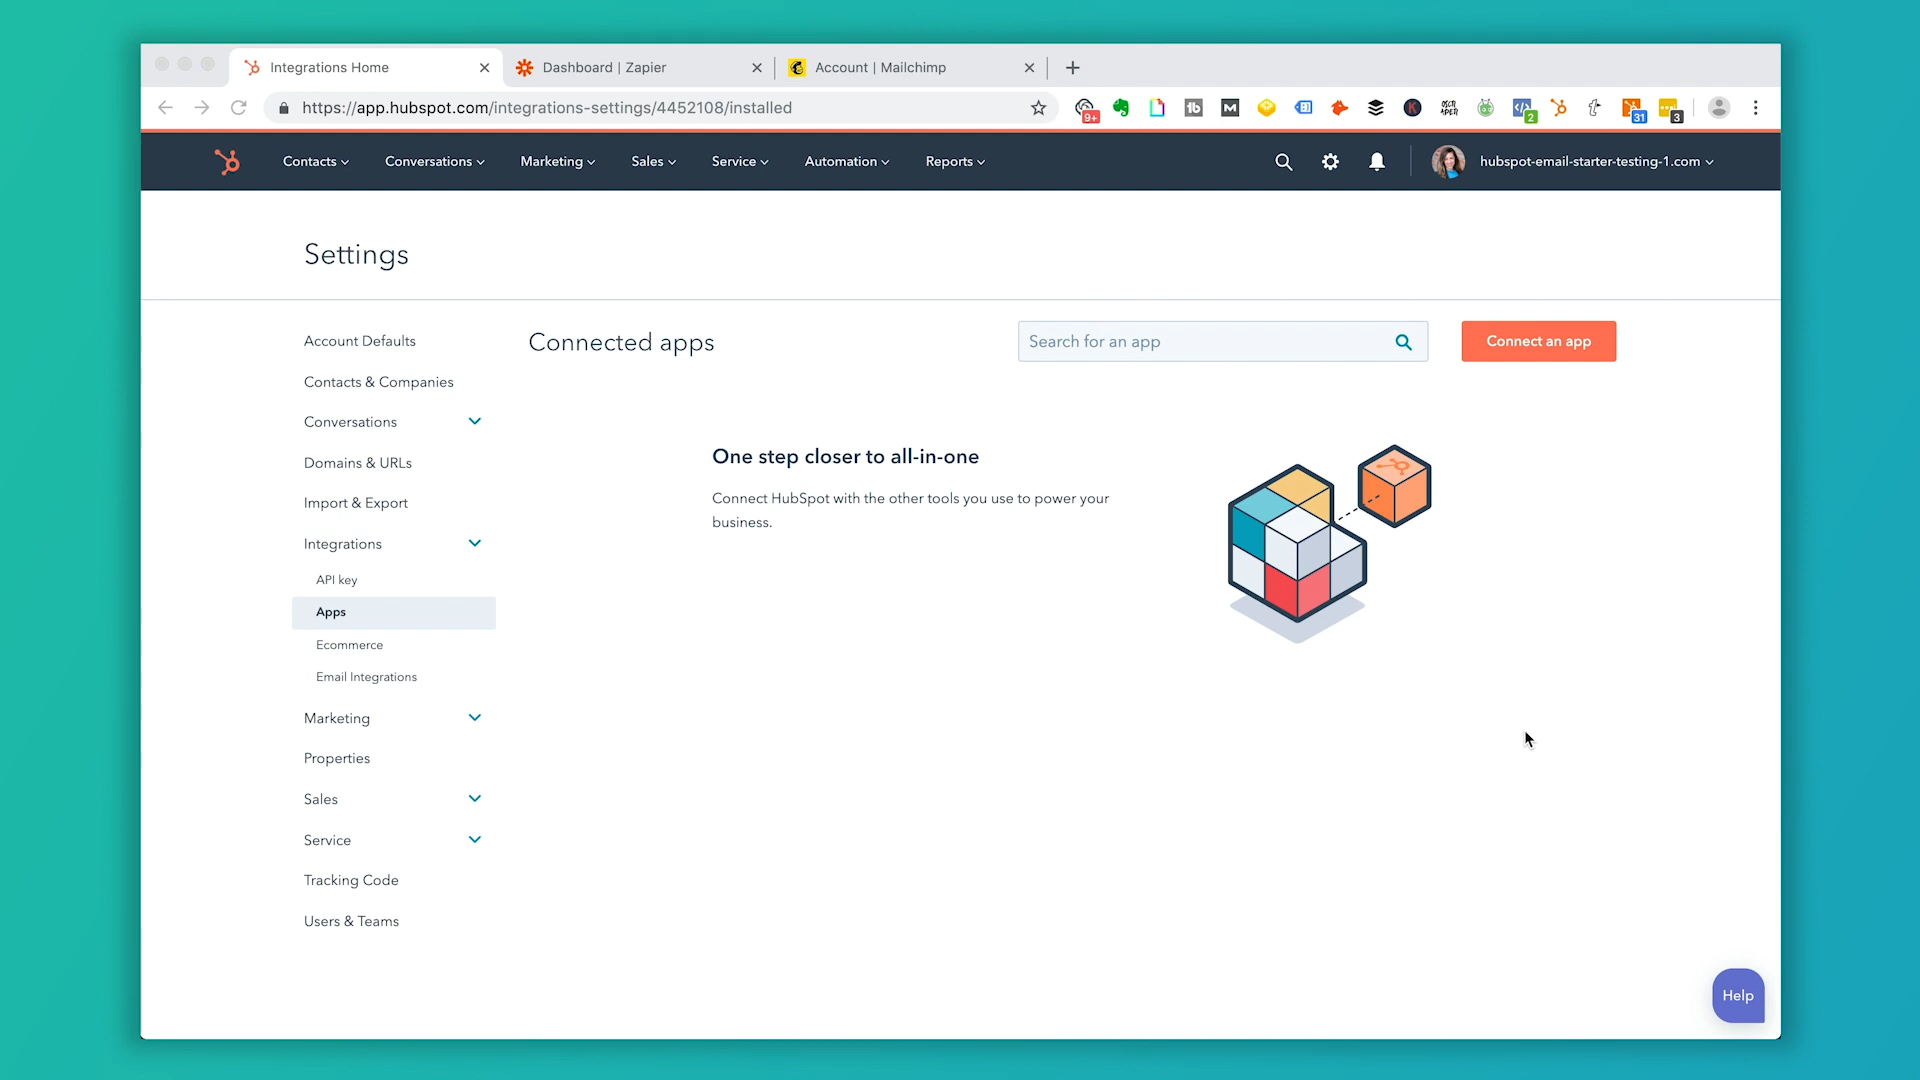 Integrations Home
Dashboard | Zapier
Account | Mailchimp
https://app.hubspot.com/integrations-settings/4452108/installed
9+
2
31
3
Contacts
Conversations
Marketing
Sales
Service
Automation
Reports
hubspot-email-starter-testing-1.com
Settings
Account Defaults
Contacts & Companies
Conversations
Domains & URLs
Import & Export
Integrations
API key
Apps
Ecommerce
Email Integrations
Marketing
Properties
Sales
Service
Tracking Code
Users & Teams
Connected apps
Search for an app
Connect an app
One step closer to all-in-one
Connect HubSpot with the other tools you use to power your
business.
Help